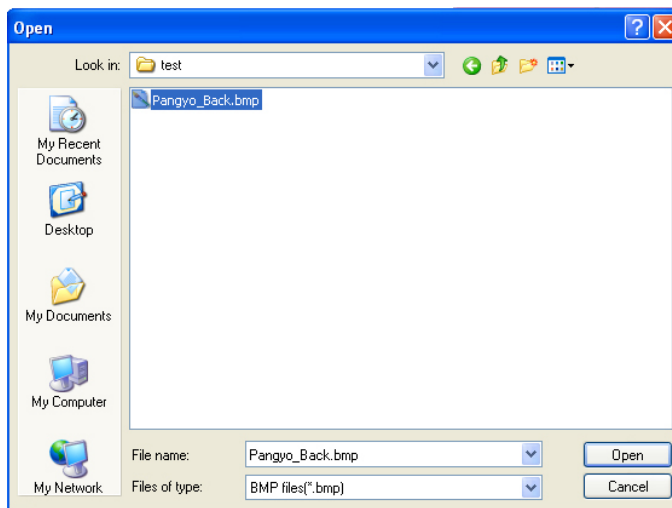 Open
Look in:
test
Pangyo_Back.bmp
My Recent
Documents
Desktop
My Documents
My Computer
My Network
File name:
Pangyo_Back.bmp
Open
Files of type:
BMP files(*.bmp)
Cancel